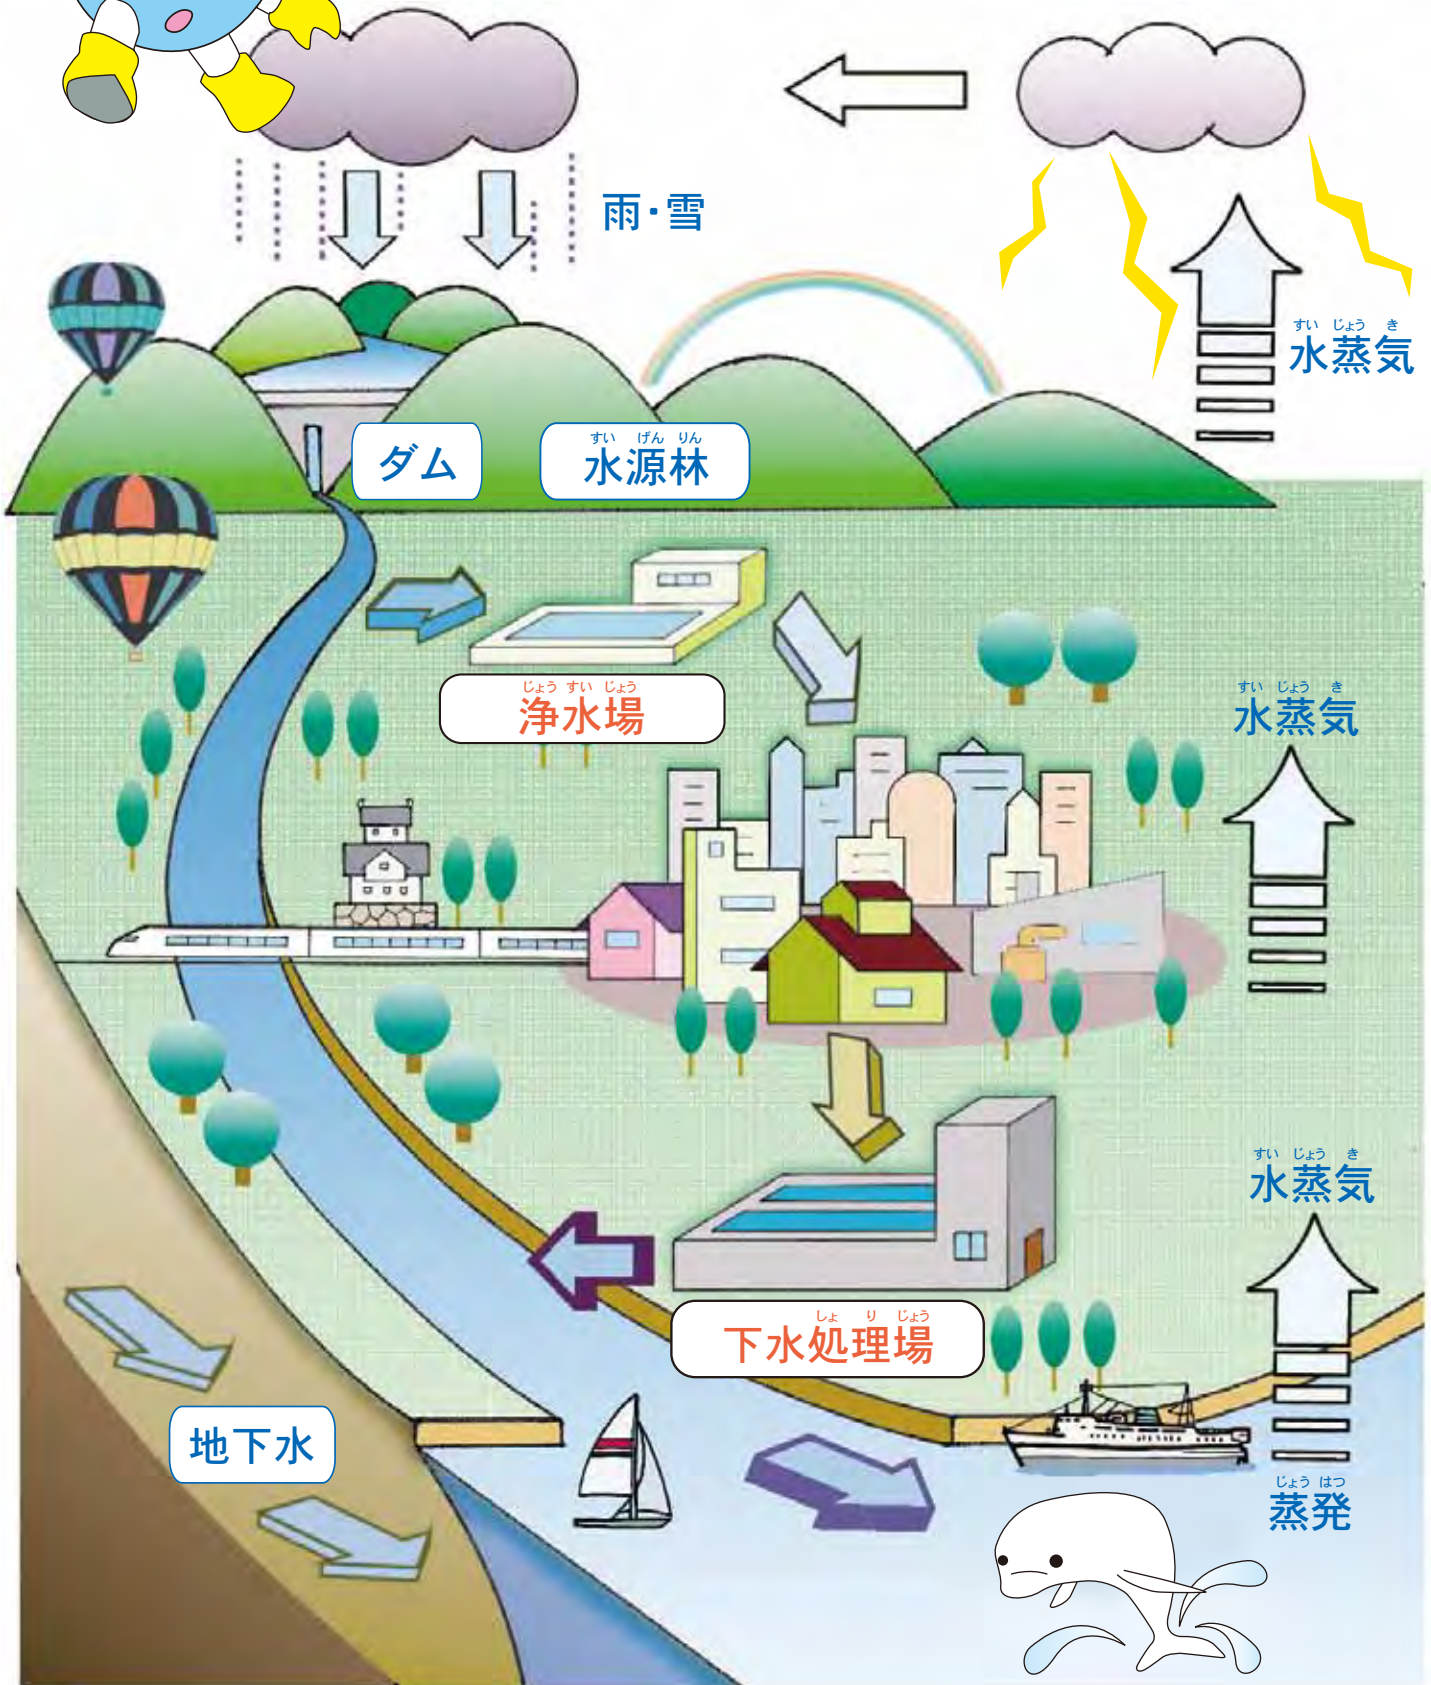 雨・雪
すい じょう き
水蒸気
ダム
すい げん りん
水源林
じょう すい じょう
浄水場
すい じょう き
水蒸気
すい じょう き
水蒸気
しょ り じょう
下水処理場
地下水
じょう はつ
蒸発